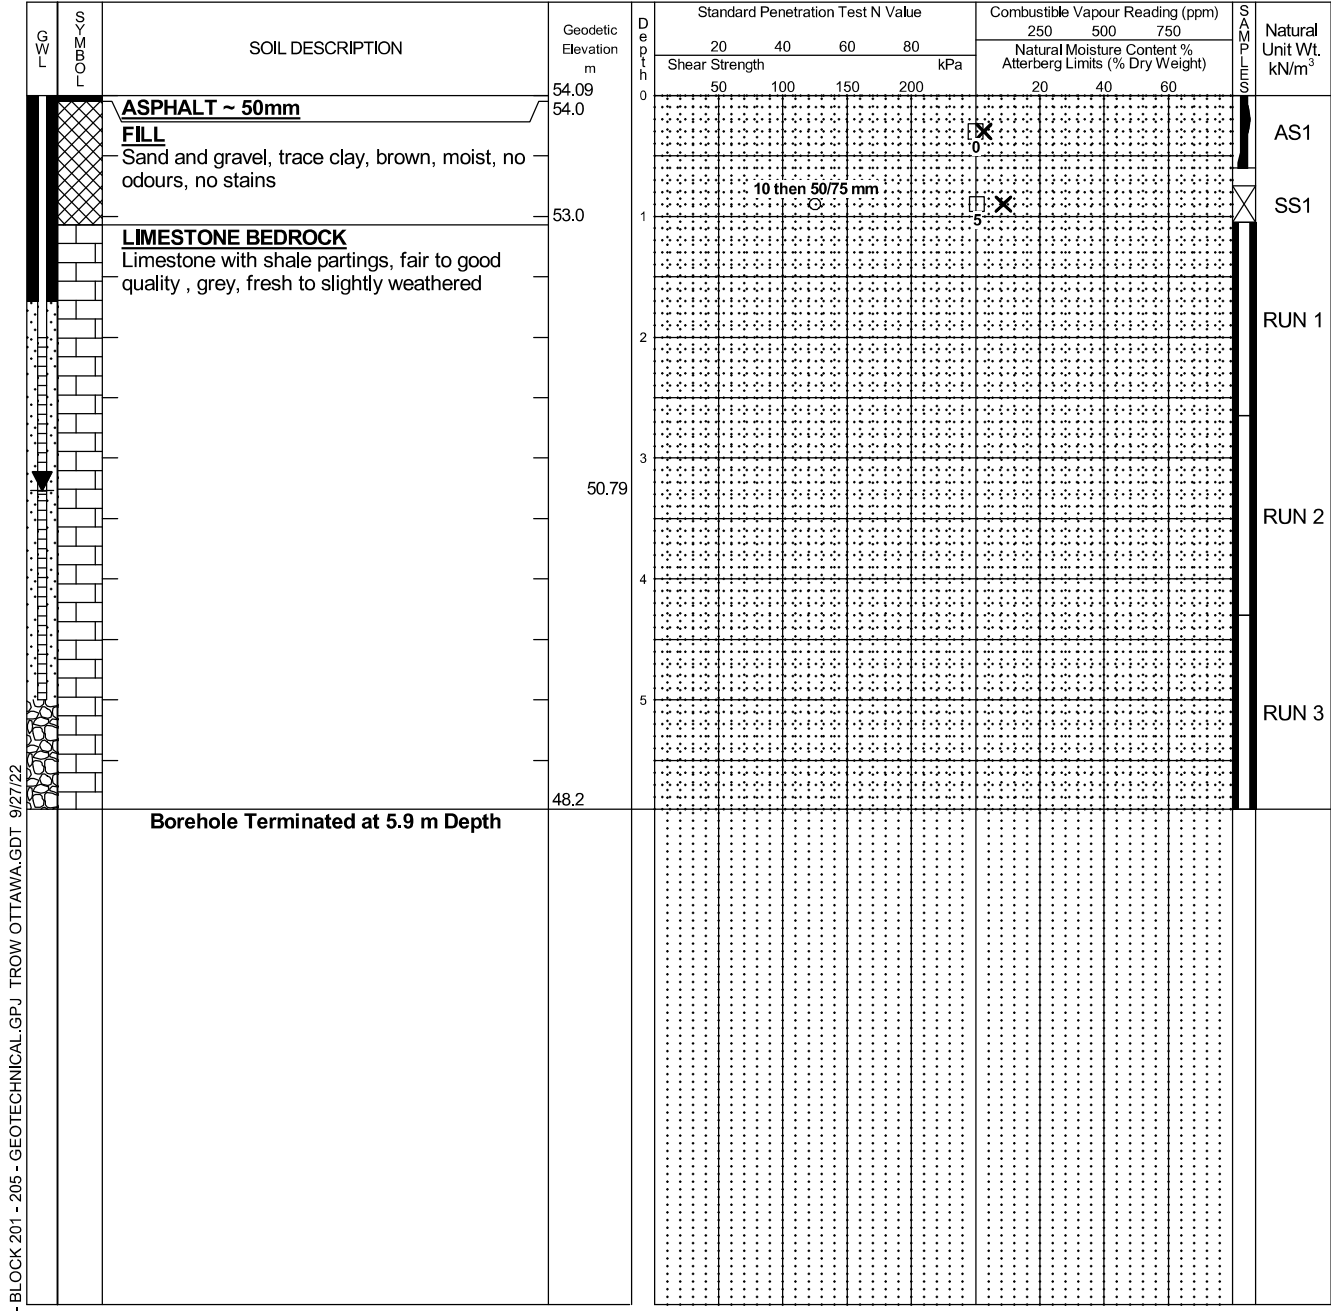 GWL
SYMBOL
SOIL DESCRIPTION
Geodetic
Elevation
m
54.09
Depth
Standard Penetration Test N Value
20 40 60 80
Shear Strength kPa
50 100 150 200
Combustible Vapour Reading (ppm)
250 500 750
Natural Moisture Content %
Atterberg Limits (% Dry Weight)
20 40 60
SAMPLES
Natural
Unit Wt.
kN/m³
0
ASPHALT ~ 50mm
54.0
FILL
Sand and gravel, trace clay, brown, moist, no
odours, no stains
0
AS1
10 then 50/75 mm
5
SS1
53.0
1
LIMESTONE BEDROCK
Limestone with shale partings, fair to good
quality , grey, fresh to slightly weathered
RUN 1
2
3
50.79
RUN 2
4
5
RUN 3
48.2
Borehole Terminated at 5.9 m Depth
- BLOCK 201 - 205 - GEOTECHNICAL.GPJ TROW OTTAWA.GDT 9/27/22